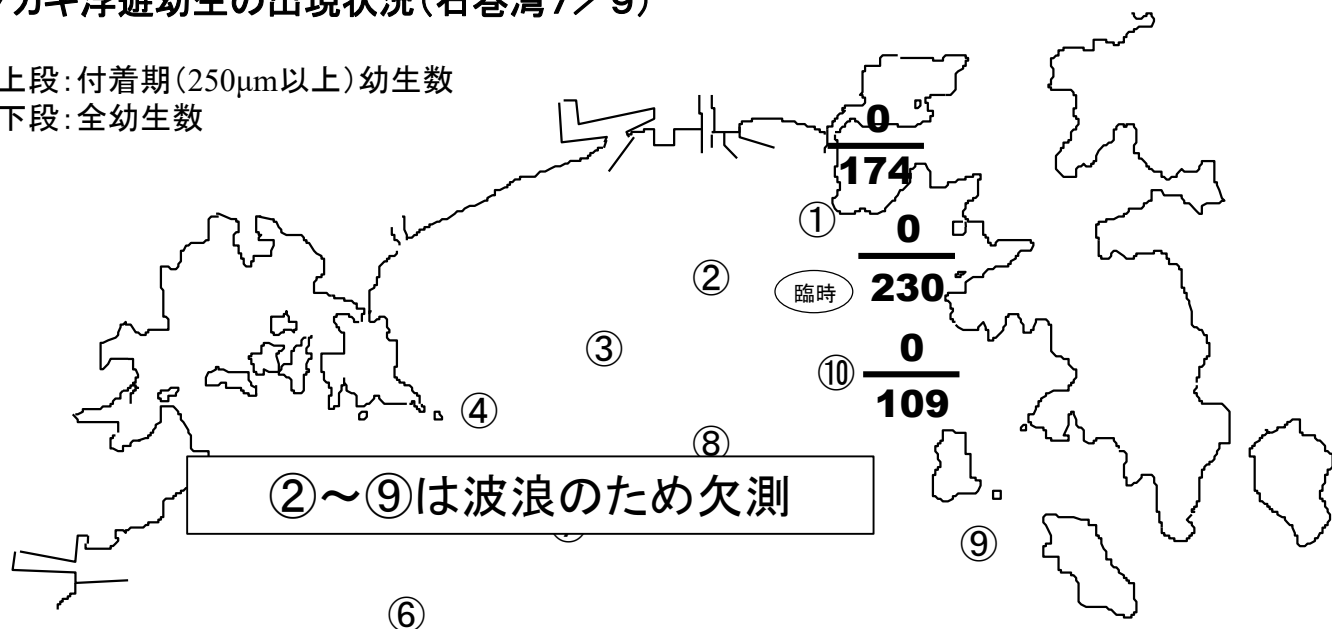 ガキ浮遊幼生の出現状況(石巻湾7/9)
上段:付着期(250μm以上)幼生数
下段:全幼生数
0
174
①
0
230
②
臨時
③
0
109
⑩
④
⑧
②~⑨は波浪のため欠測
⑨
⑥